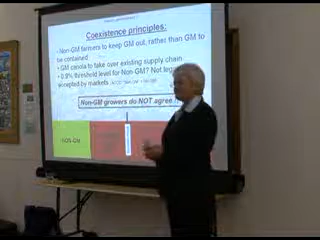 Coexistence principles:
• Non-GM farmers to keep GM out, rather than GM to
be contained
• GM canola to take over existing supply chain
• 0.9% threshold level for Non-GM? Not leg
accepted by markets
Non-GM growers do NOT agree !
NON-GM